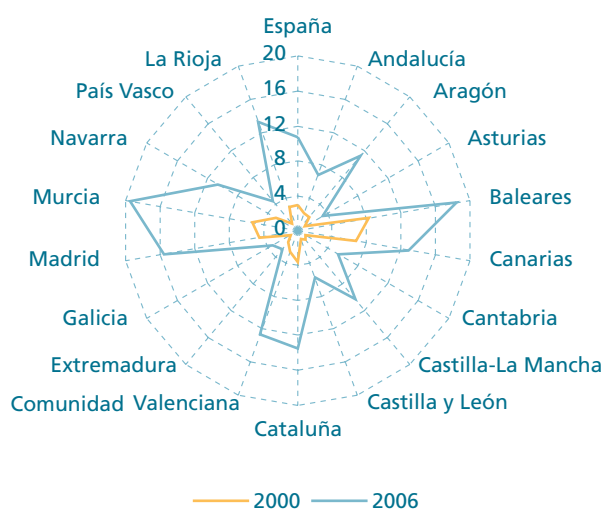 España
20
La Rioja
Andalucía
16
País Vasco
Aragón
12
Navarra
Asturias
8
Murcia
4
Baleares
0
Madrid
Canarias
Galicia
Cantabria
Extremadura
Castilla-La Mancha
Comunidad Valenciana
Castilla y León
Cataluña
2000
2006